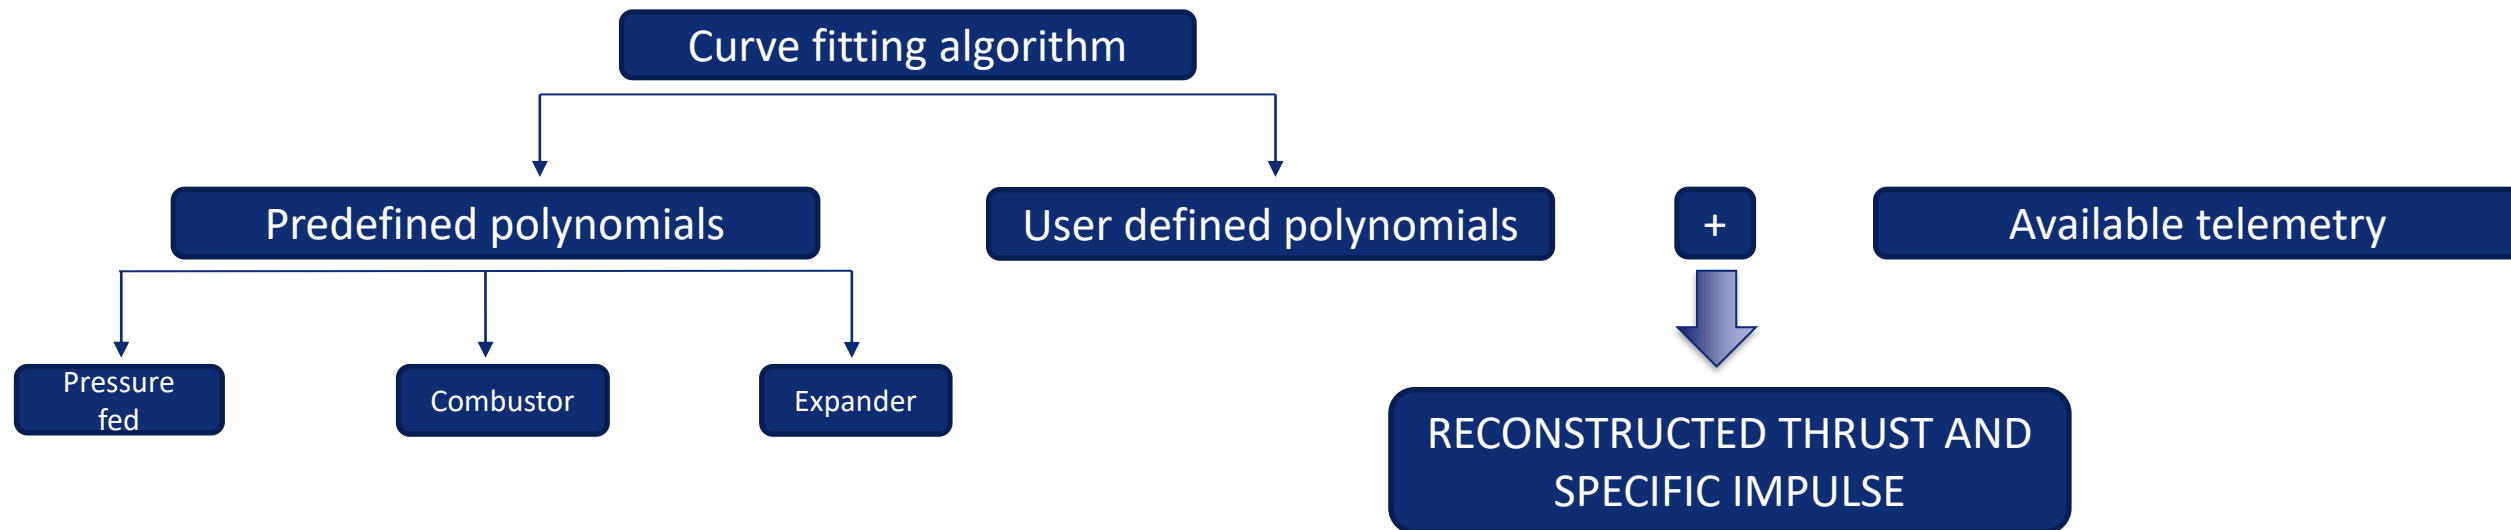 Curve fitting algorithm
Predefined polynomials
User defined polynomials
+
Available telemetry
Pressure
fed
Combustor
Expander
RECONSTRUCTED THRUST AND
SPECIFIC IMPULSE